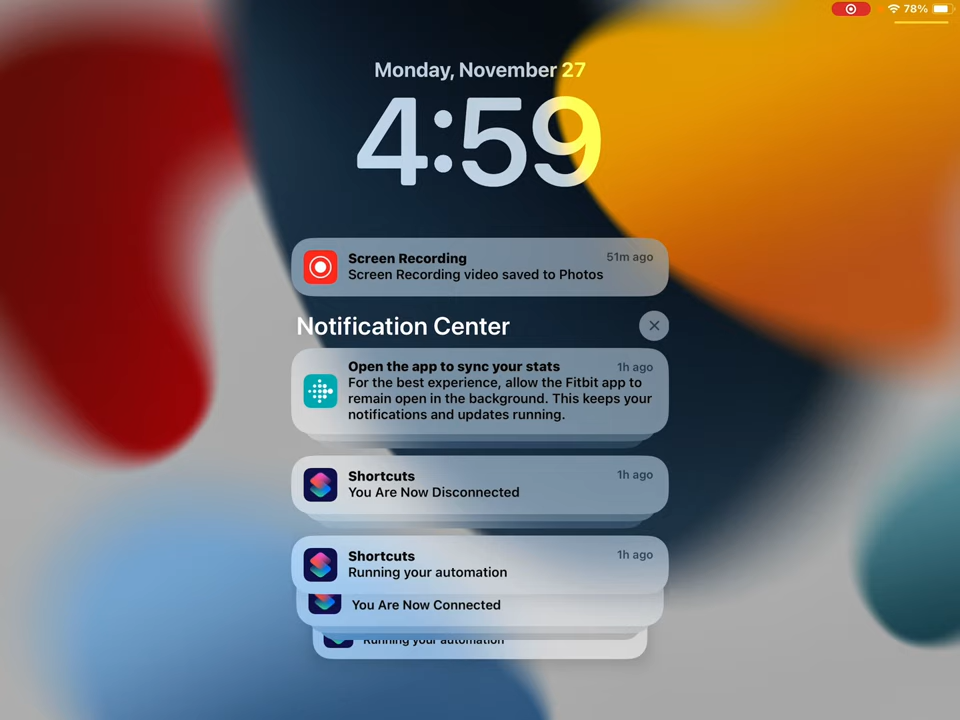 78%
Monday, November 27
4:59
Screen Recording
51m ago
Screen Recording video saved to Photos
Notification Center
Open the app to sync your stats
1h ago
For the best experience, allow the Fitbit app to
remain open in the background. This keeps your
notifications and updates running.
Shortcuts
1h ago
You Are Now Disconnected
Shortcuts
1h ago
Running your automation
You Are Now Connected
Running your automation